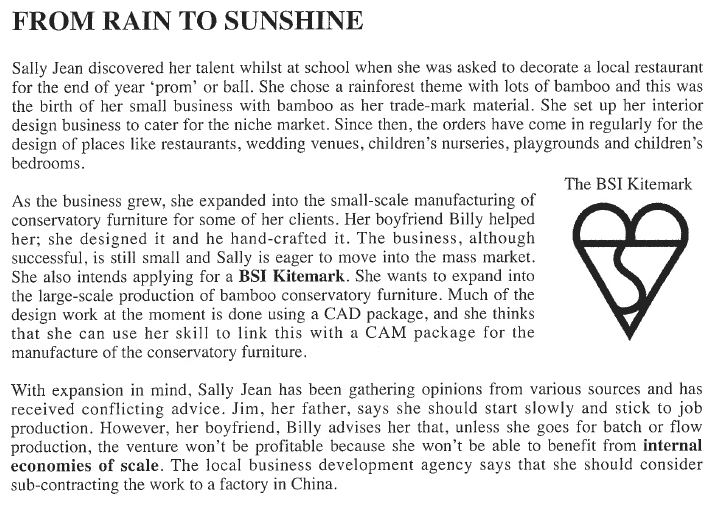 FROM RAIN TO SUNSHINE
Sally Jean discovered her talent whilst at school when she was asked to decorate a local restaurant
for the end of year ‘prom’ or ball. She chose a rainforest theme with lots of bamboo and this was
the birth of her small business with bamboo as her trade-mark material. She set up her interior
design business to cater for the niche market. Since then, the orders have come in regularly for the
design of places like restaurants, wedding venues, children’s nurseries, playgrounds and children’s
bedrooms.
The BSI Kitemark
As the business grew, she expanded into the small-scale manufacturing of
conservatory furniture for some of her clients. Her boyfriend Billy helped
her; she designed it and he hand-crafted it. The business, although
successful, is still small and Sally is eager to move into the mass market.
She also intends applying for a BSI Kitemark. She wants to expand into
the large-scale production of bamboo conservatory furniture. Much of the
design work at the moment is done using a CAD package, and she thinks
that she can use her skill to link this with a CAM package for the
manufacture of the conservatory furniture.
With expansion in mind, Sally Jean has been gathering opinions from various sources and has
received conflicting advice. Jim, her father, says she should start slowly and stick to job
production. However, her boyfriend, Billy advises her that, unless she goes for batch or flow
production, the venture won’t be profitable because she won’t be able to benefit from internal
economies of scale. The local business development agency says that she should consider
sub-contracting the work to a factory in China.